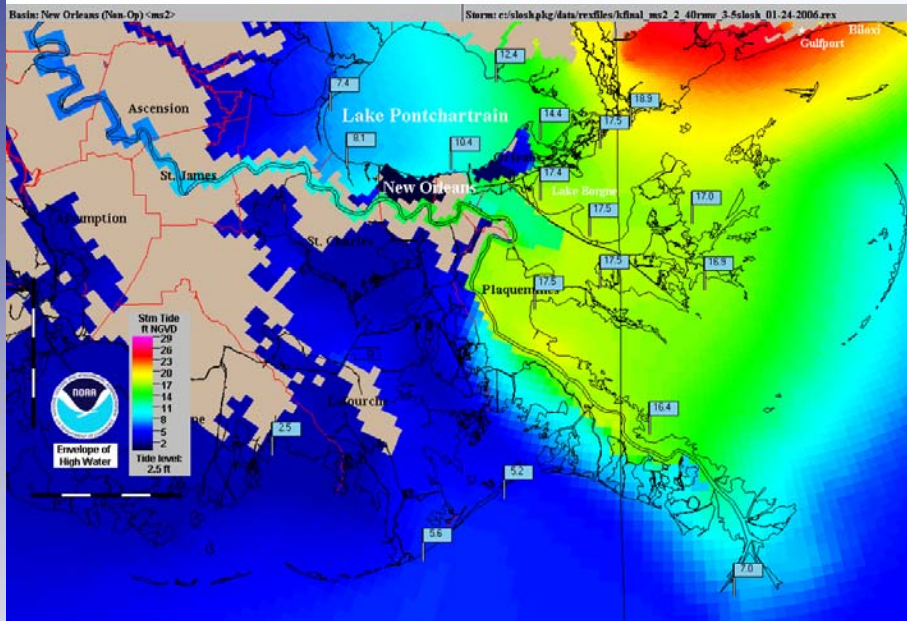 Basin: New Orleans (Non-Op) <ms2>
Storm: c:/slosh.pkg/data/rexfiles/kfinal_ms2_2_40rmw_3-5slosh_01-24-2006.rex
Biloxi
Gulfport
12.4
7.4
Ascension
18.9
Lake Pontchartrain
14.4
17.5
8.1
10.4
Orleans
St. James
17.4
New Orleans
Lake Borgne
17.0
17.5
St. Charles
17.5
16.9
17.5
Plaquemines
Stm Tide
ft NGVD
29
26
23
20
17
14
11
8
5
2
NOAA
Envelope of
High Water
Tide level:
2.5 ft
16.4
2.5
5.2
5.6
7.0